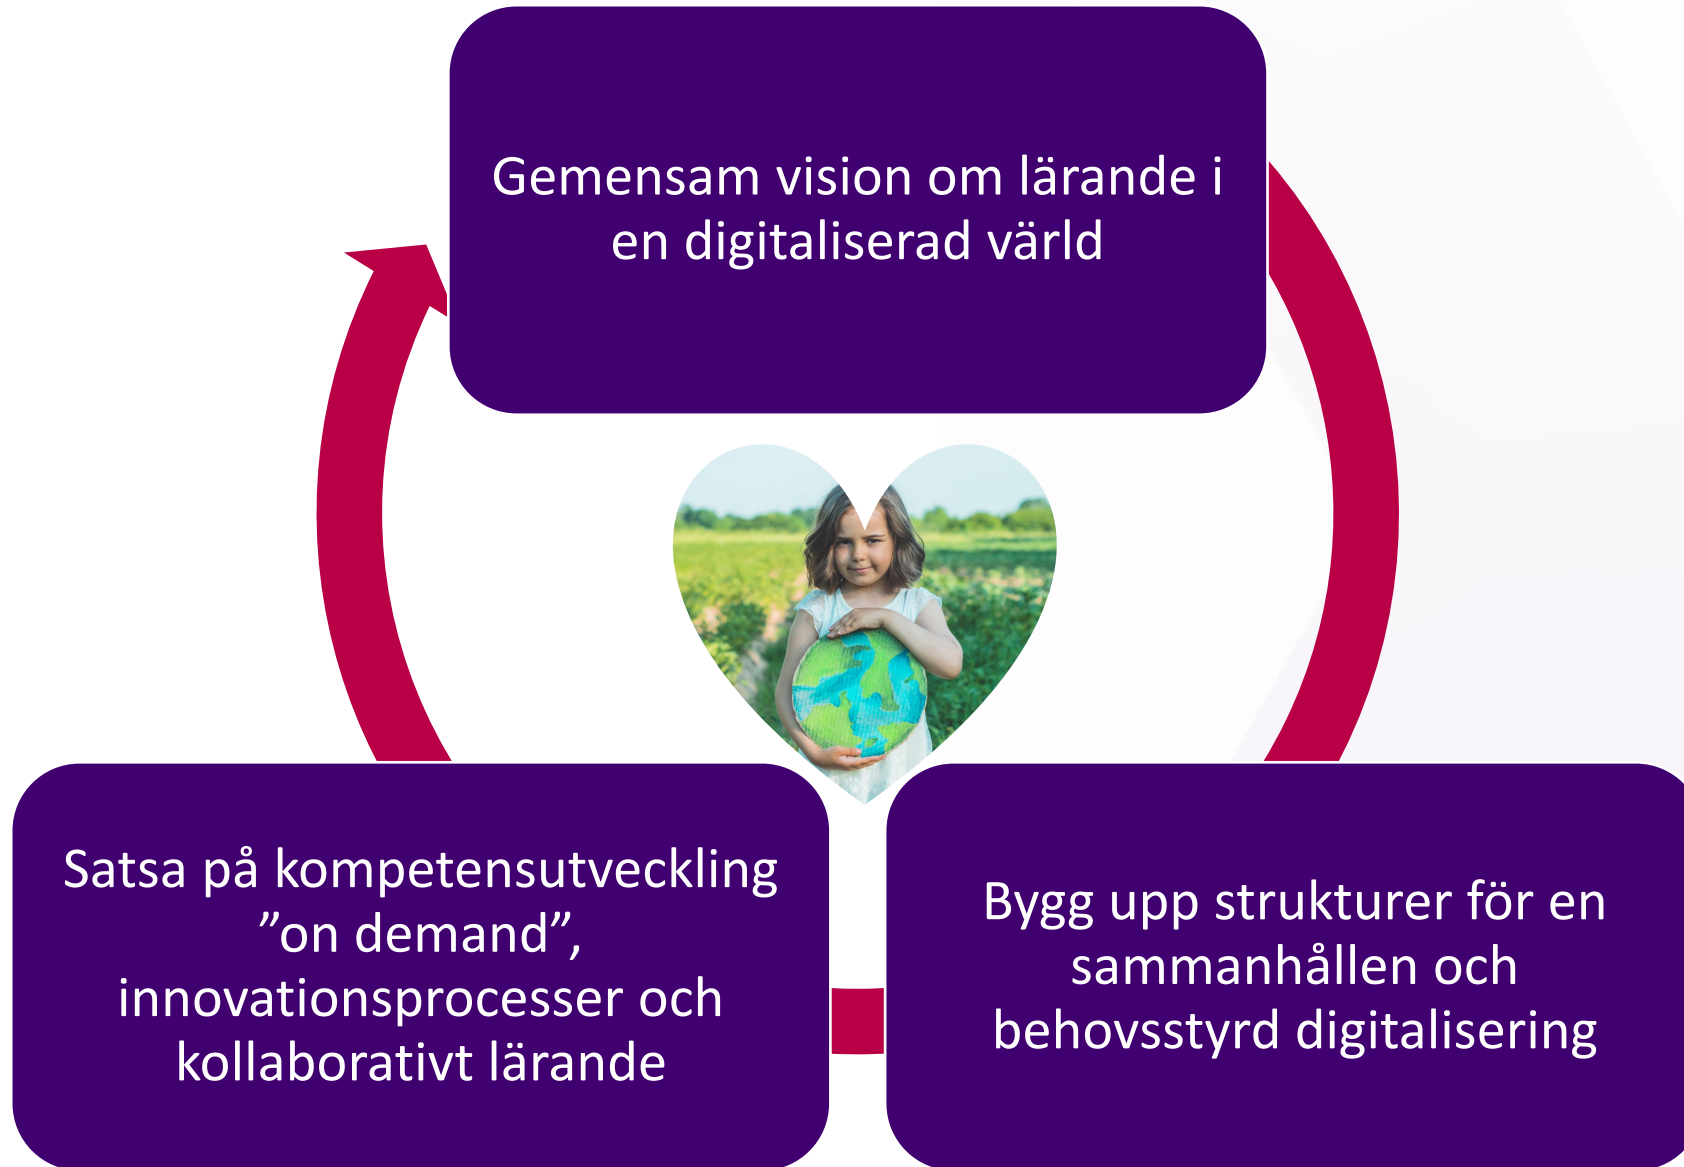 Gemensam vision om lärande i
en digitaliserad värld
Satsa på kompetensutveckling
”on demand”,
innovationsprocesser och
kollaborativt lärande
Bygg upp strukturer för en
sammanhållen och
behovsstyrd digitalisering